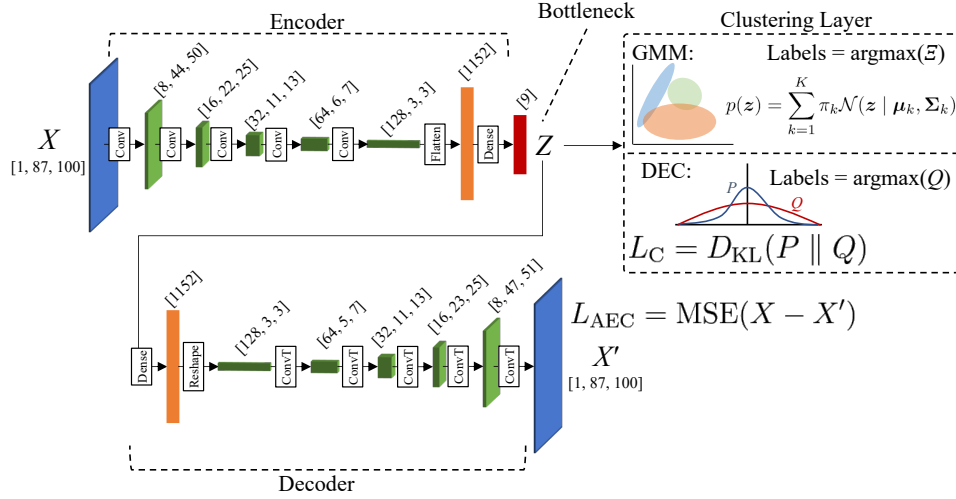 Encoder
Bottleneck
Clustering Layer
X
[1, 87, 100]
Conv
[8, 44, 50]
Conv
[16, 22, 25]
Conv
[32, 11, 13]
Conv
[64, 6, 7]
Conv
[128, 3, 3]
Flatten
[1152]
Dense
[9]
Z
GMM:
Labels = argmax(Ξ)
p(z) = ∑_{k=1}^{K} π_k 𝒩(z | μ_k, Σ_k)
DEC:
Labels = argmax(Q)
P
Q
L_C = D_KL(P ∥ Q)
Dense
[1152]
Reshape
[128, 3, 3]
ConvT
[64, 5, 7]
ConvT
[32, 11, 13]
ConvT
[16, 23, 25]
ConvT
[8, 47, 51]
ConvT
L_AEC = MSE(X − X′)
X′
[1, 87, 100]
Decoder